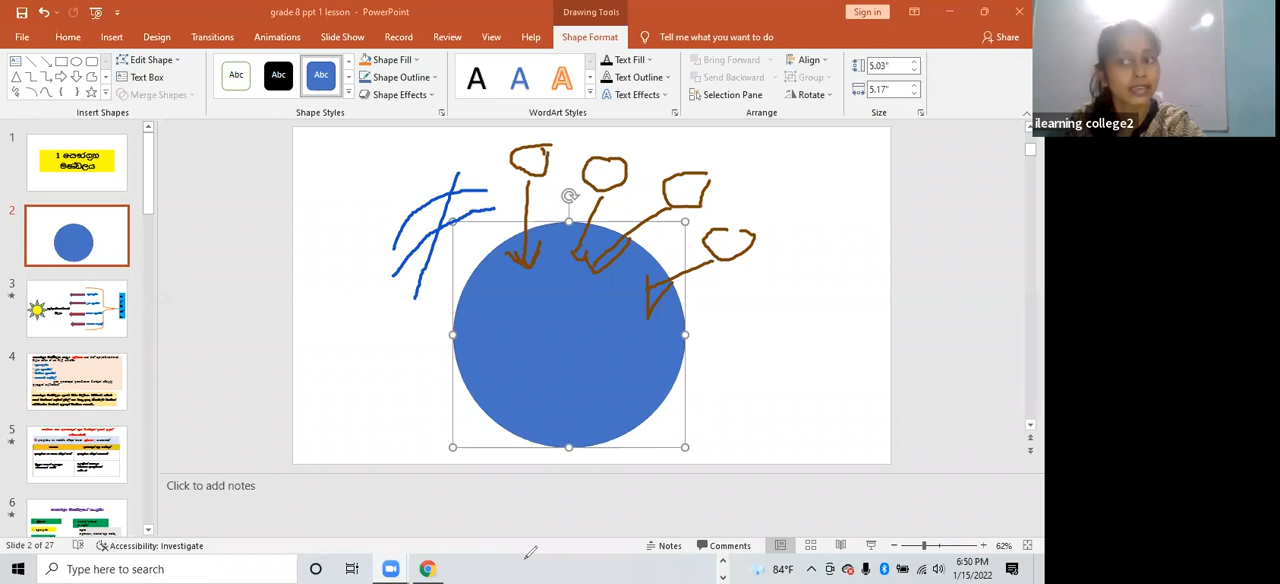 grade 8 ppt 1 lesson - PowerPoint
Drawing Tools
Sign in
File
Home
Insert
Design
Transitions
Animations
Slide Show
Record
Review
View
Help
Shape Format
Tell me what you want to do
Share
Edit Shape
Text Box
Merge Shapes
Insert Shapes
Abc
Abc
Abc
Shape Fill
Shape Outline
Shape Effects
Shape Styles
A
A
A
Text Fill
Text Outline
Text Effects
WordArt Styles
Bring Forward
Send Backward
Selection Pane
Align
Group
Rotate
Arrange
5.03"
5.17"
Size
ilearning college2
1
1 සෞරග්‍රහ
මණ්ඩලය
2
3
4
5
6
Click to add notes
Slide 2 of 27
Accessibility: Investigate
Notes
Comments
62%
Type here to search
84°F
6:50 PM
1/15/2022